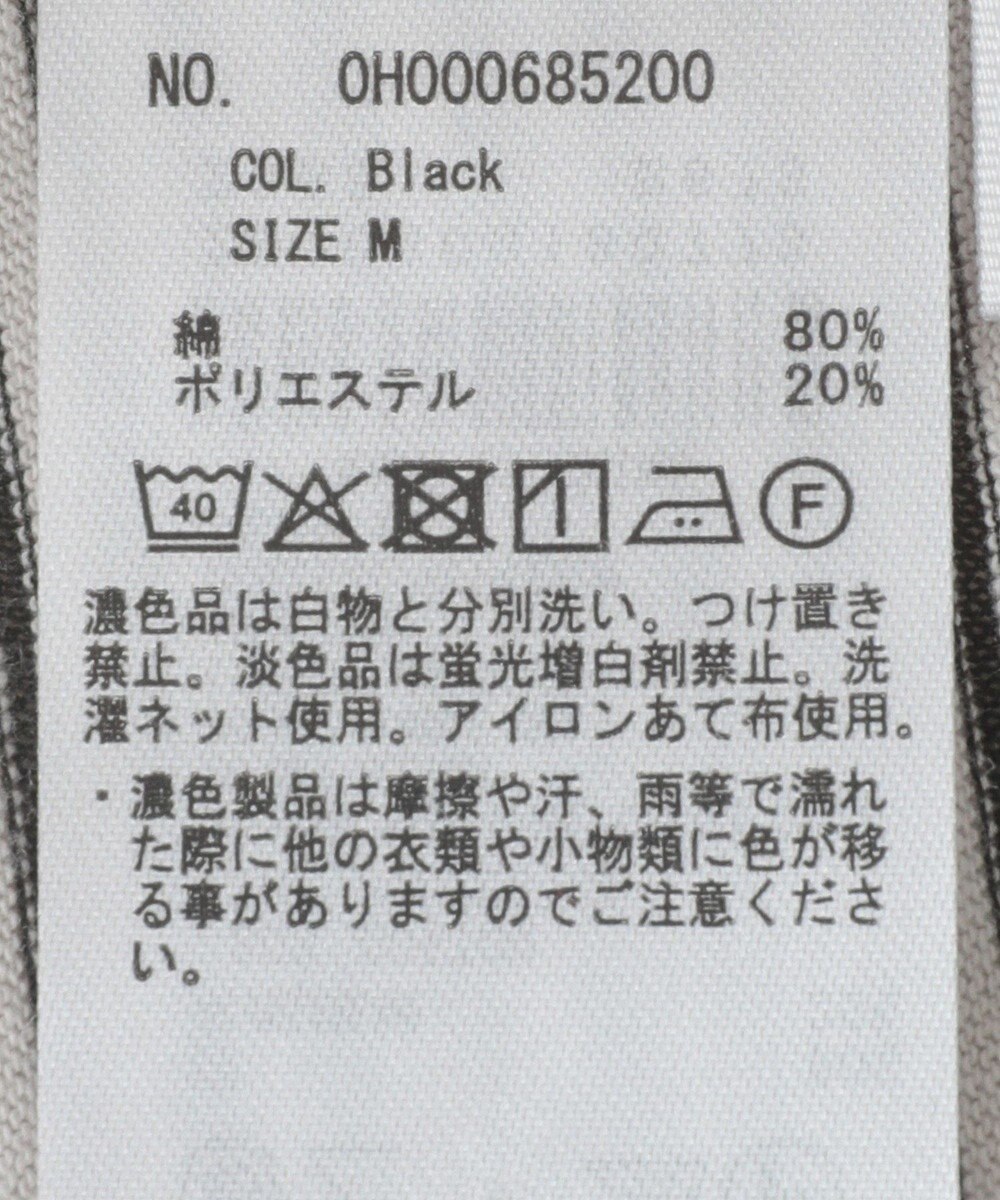 NO. 0H000685200
COL. Black
SIZE M
綿 80%
ポリエステル 20%
40 F
濃色品は白物と分別洗い。つけ置き
禁止。淡色品は蛍光増白剤禁止。洗
濯ネット使用。アイロンあて布使用。
・濃色製品は摩擦や汗、雨等で濡れ
た際に他の衣類や小物類に色が移
る事がありますのでご注意くださ
い。